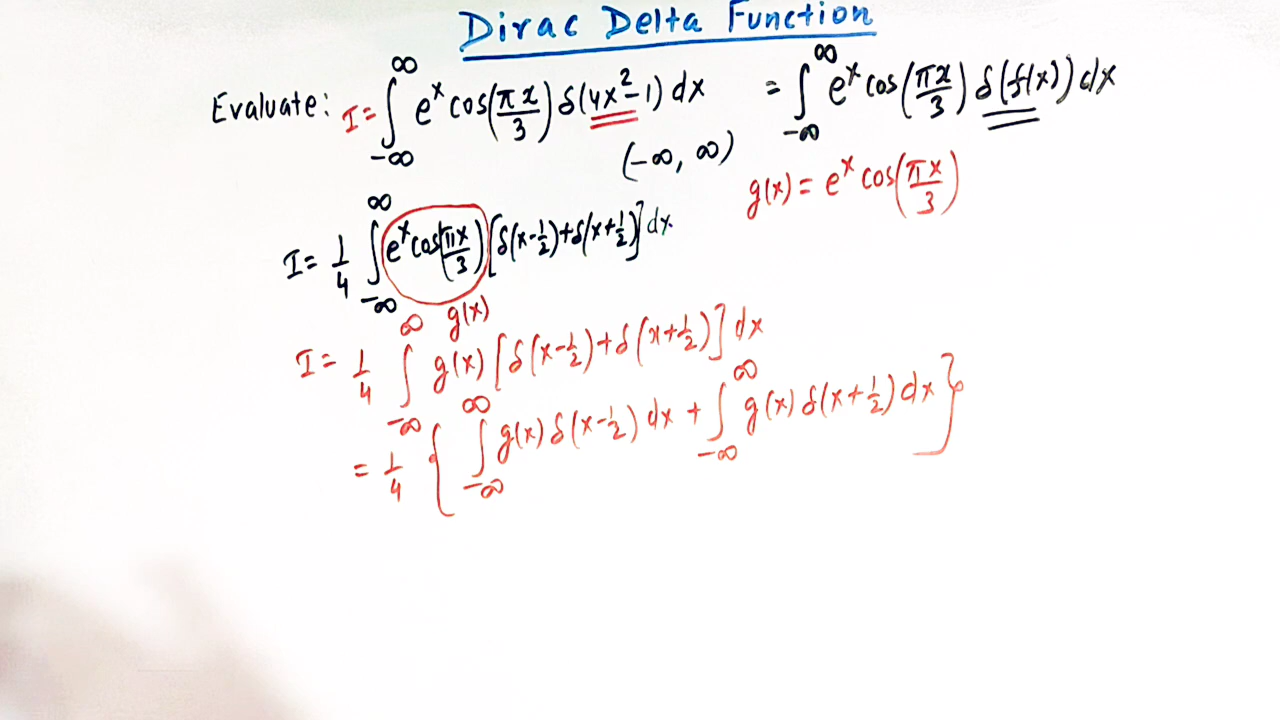 Dirac Delta Function
Evaluate: I = ∫_{-∞}^{∞} e^x cos(πx/3) δ(4x²-1) dx = ∫_{-∞}^{∞} e^x cos(πx/3) δ(f(x)) dx
(-∞, ∞)
g(x) = e^x cos(πx/3)
I = 1/4 ∫_{-∞}^{∞} e^x cos(πx/3) [δ(x-1/2)+δ(x+1/2)] dx
g(x)
I = 1/4 ∫_{-∞}^{∞} g(x) [δ(x-1/2)+δ(x+1/2)] dx
= 1/4 { ∫_{-∞}^{∞} g(x) δ(x-1/2) dx + ∫_{-∞}^{∞} g(x) δ(x+1/2) dx }